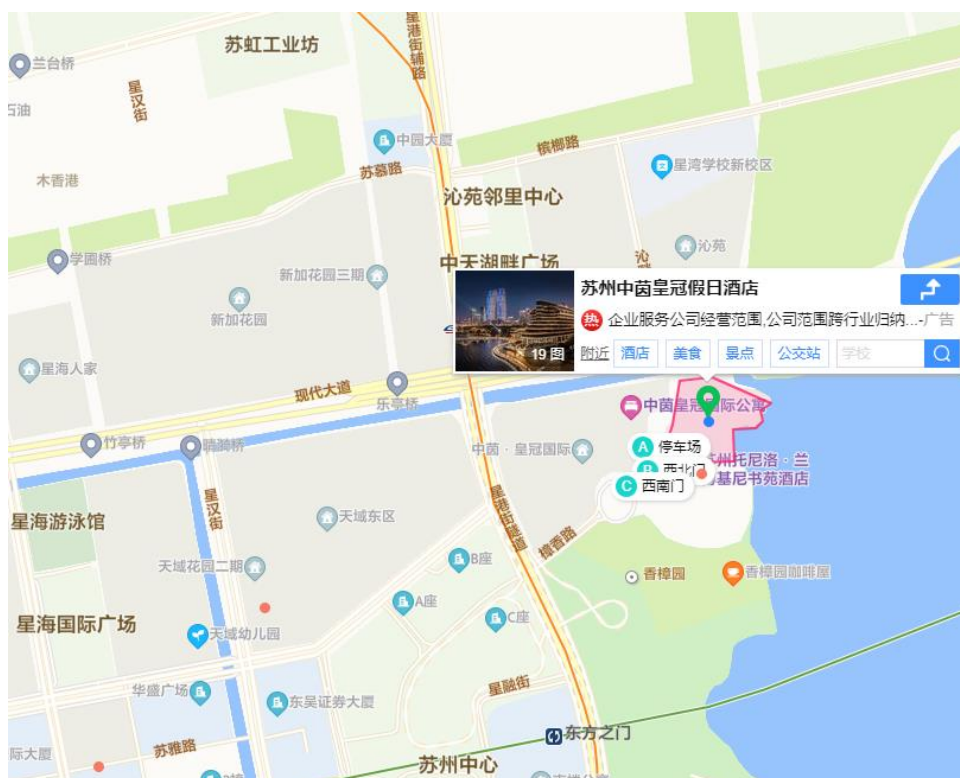 苏虹工业坊
星港街辅路
兰台桥
星汉街
石油
中园大厦
槟榔路
苏慕路
星湾学校新校区
木香港
沁苑邻里中心
学圃桥
沁苑
中天湖畔广场
新加花园三期
苏州中茵皇冠假日酒店
新加花园
热 企业服务公司经营范围,公司范围跨行业归纳...-广告
19图
附近 酒店 美食 景点 公交站 学校
星海人家
现代大道
乐亭桥
中茵皇冠国际公寓
竹亭桥
晴漪桥
中茵·皇冠国际
A 停车场
B 西北门
C 西南门
苏州托尼洛·兰
博基尼书苑酒店
星汉街
星港街隧道
星海游泳馆
天域东区
樟香路
B座
天域花园二期
香樟园
香樟园咖啡屋
A座
C座
星海国际广场
天域幼儿园
华盛广场
星融街
东吴证券大厦
东方之门
苏雅路
际大厦
苏州中心